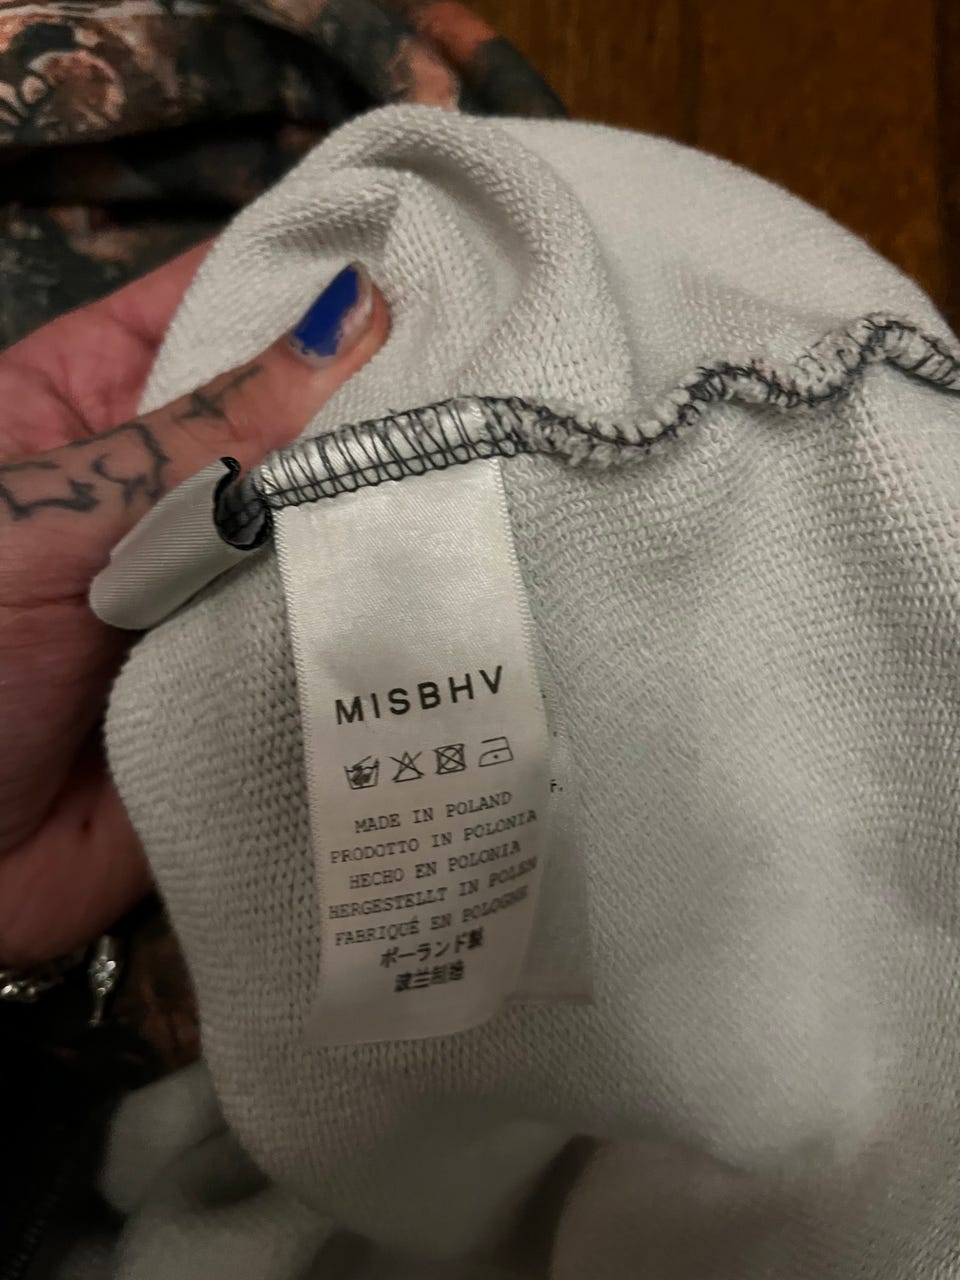 MISBHV
MADE IN POLAND
PRODOTTO IN POLONIA
HECHO EN POLONIA
HERGESTELLT IN POLEN
FABRIQUÉ EN POLOGNE
ポーランド製
波兰制造
F.